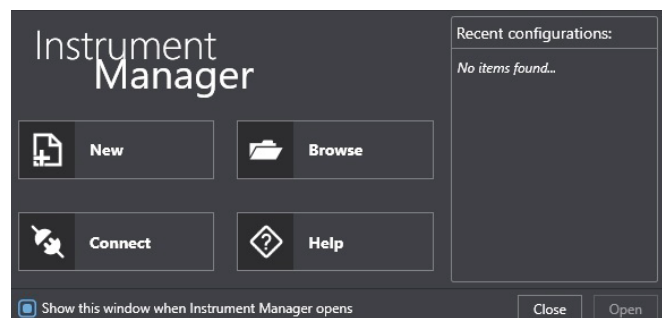 Instrument
Manager
Recent configurations:
No items found...
New
Browse
Connect
Help
Show this window when Instrument Manager opens
Close
Open